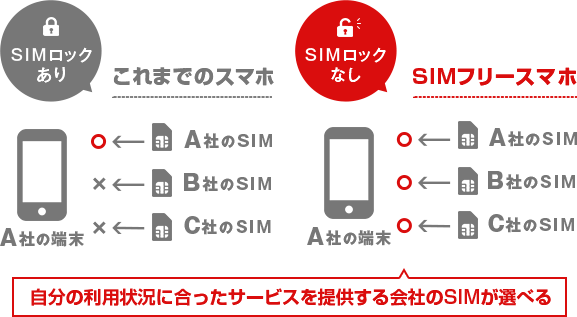 SIMロック
あり
これまでのスマホ
A社の端末
○ ← A社のSIM
× ← B社のSIM
× ← C社のSIM
SIMロック
なし
SIMフリースマホ
A社の端末
○ ← A社のSIM
○ ← B社のSIM
○ ← C社のSIM
自分の利用状況に合ったサービスを提供する会社のSIMが選べる